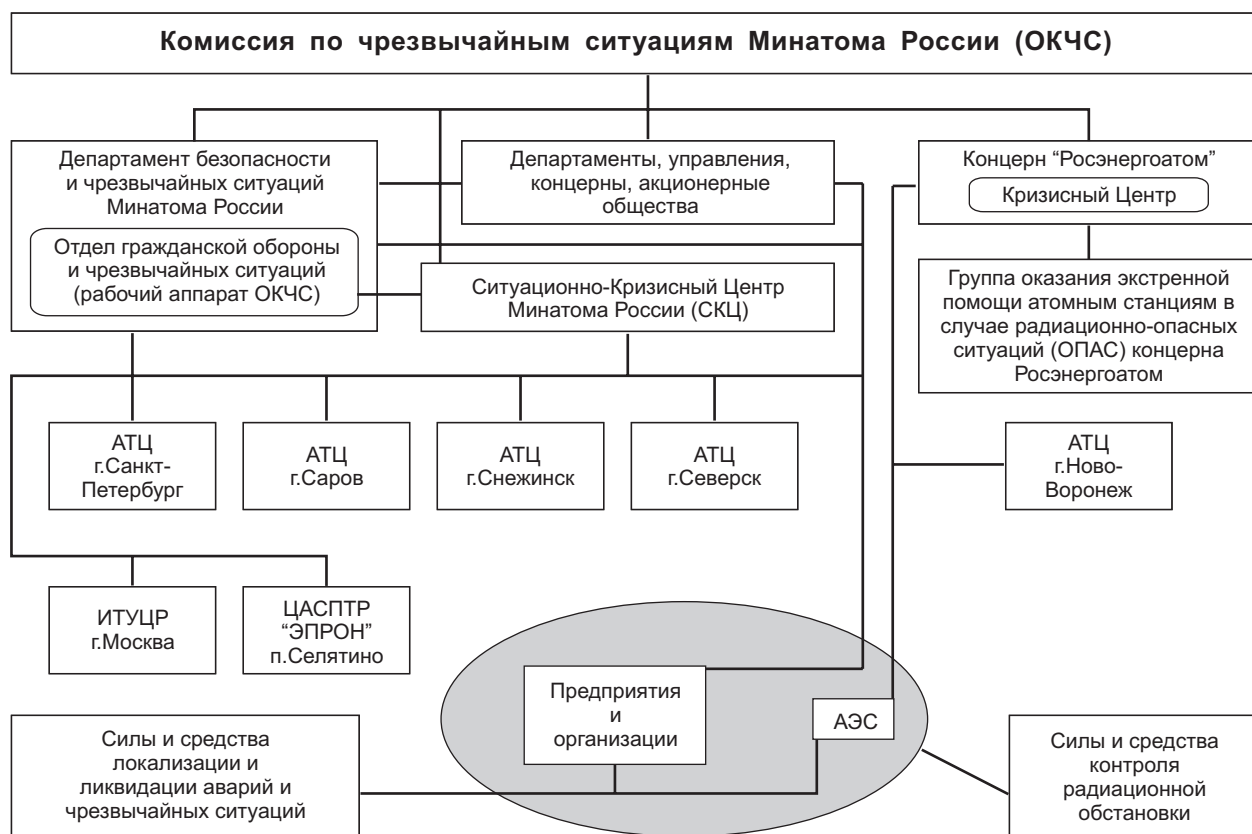 Комиссия по чрезвычайным ситуациям Минатома России (ОКЧС)
Департамент безопасности
и чрезвычайных ситуаций
Минатома России
Отдел гражданской обороны
и чрезвычайных ситуаций
(рабочий аппарат ОКЧС)
Департаменты, управления,
концерны, акционерные
общества
Концерн “Росэнергоатом”
Кризисный Центр
Ситуационно-Кризисный Центр
Минатома России (СКЦ)
Группа оказания экстренной
помощи атомным станциям в
случае радиационно-опасных
ситуаций (ОПАС) концерна
Росэнергоатом
АТЦ
г.Санкт-
Петербург
АТЦ
г.Саров
АТЦ
г.Снежинск
АТЦ
г.Северск
АТЦ
г.Ново-
Воронеж
ИТУЦР
г.Москва
ЦАСПТР
“ЭПРОН”
п.Селятино
Предприятия
и
организации
АЭС
Силы и средства
локализации и
ликвидации аварий и
чрезвычайных ситуаций
Силы и средства
контроля
радиационной
обстановки